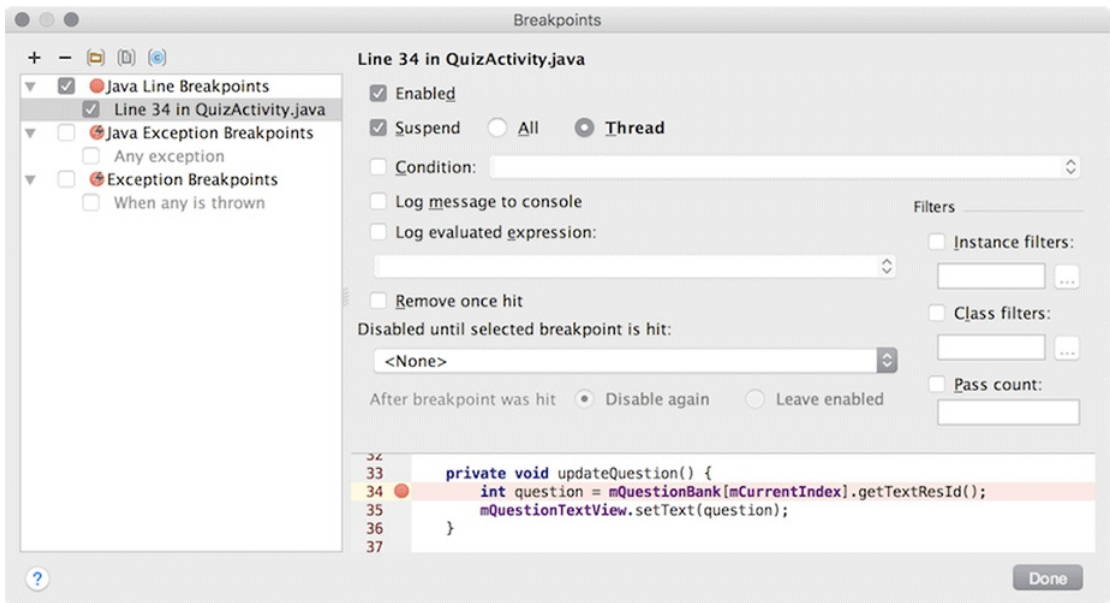 Breakpoints
Java Line Breakpoints
Line 34 in QuizActivity.java
Java Exception Breakpoints
Any exception
Exception Breakpoints
When any is thrown
Line 34 in QuizActivity.java
Enabled
Suspend All Thread
Condition:
Log message to console
Log evaluated expression:
Remove once hit
Disabled until selected breakpoint is hit:
<None>
After breakpoint was hit Disable again Leave enabled
Filters
Instance filters:
...
Class filters:
...
Pass count:
32
33 private void updateQuestion() {
34 int question = mQuestionBank[mCurrentIndex].getTextResId();
35 mQuestionTextView.setText(question);
36 }
37
?
Done